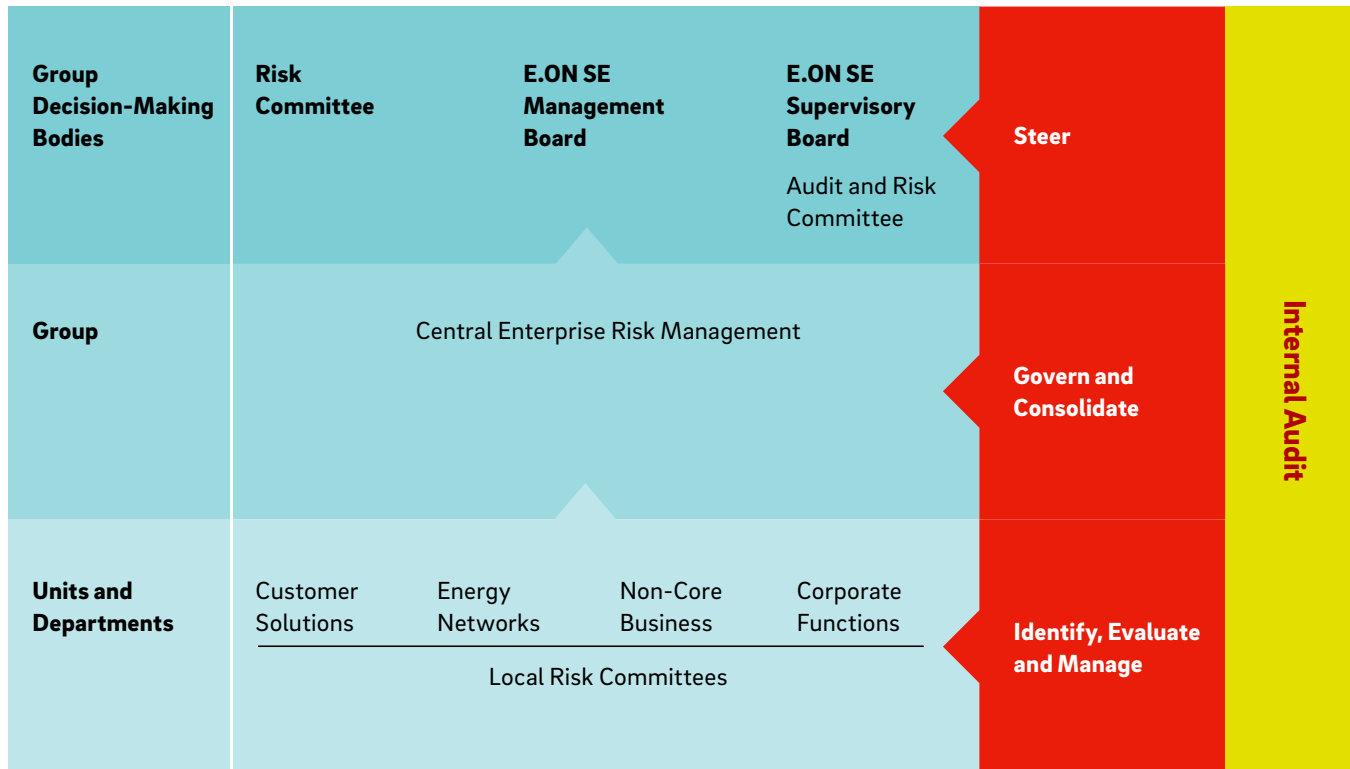 Group
Decision-Making
Bodies
Risk
Committee
E.ON SE
Management
Board
E.ON SE
Supervisory
Board
Audit and Risk
Committee
Steer
Group
Central Enterprise Risk Management
Govern and
Consolidate
Internal Audit
Units and
Departments
Customer
Solutions
Energy
Networks
Non-Core
Business
Corporate
Functions
Local Risk Committees
Identify, Evaluate
and Manage